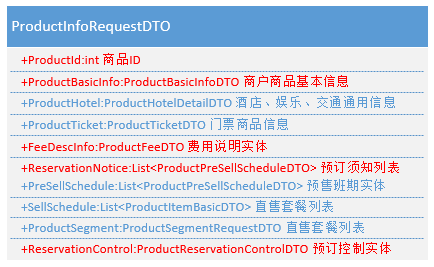 ProductInfoRequestDTO
+ProductId:int 商品ID
+ProductBasicInfo:ProductBasicInfoDTO 商户商品基本信息
+ProductHotel:ProductHotelDetailDTO 酒店、娱乐、交通通用信息
+ProductTicket:ProductTicketDTO 门票商品信息
+FeeDescInfo:ProductFeeDTO 费用说明实体
+ReservationNotice:List<ProductPreSellScheduleDTO> 预订须知列表
+PreSellSchedule:List<ProductPreSellScheduleDTO> 预售班期实体
+SellSchedule:List<ProductItemBasicDTO> 直售套餐列表
+ProductSegment:ProductSegmentRequestDTO 直售套餐列表
+ReservationControl:ProductReservationControlDTO 预订控制实体